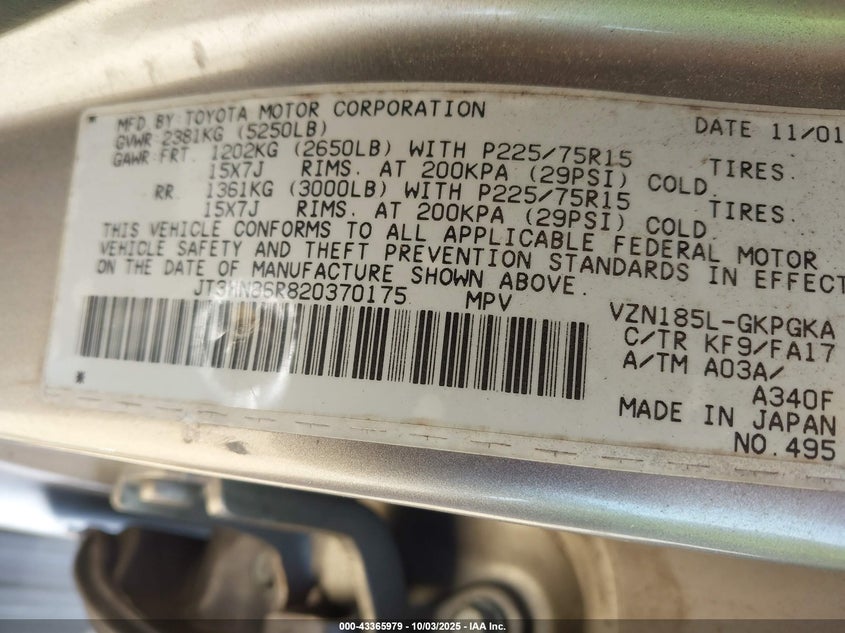 MFD BY: TOYOTA MOTOR CORPORATION DATE 11/01
GVWR 2381KG (5250LB)
GAWR FRT. 1202KG (2650LB) WITH P225/75R15 TIRES.
15X7J RIMS. AT 200KPA (29PSI) COLD.
RR. 1361KG (3000LB) WITH P225/75R15 TIRES.
15X7J RIMS. AT 200KPA (29PSI) COLD.
THIS VEHICLE CONFORMS TO ALL APPLICABLE FEDERAL MOTOR
VEHICLE SAFETY AND THEFT PREVENTION STANDARDS IN EFFECT
ON THE DATE OF MANUFACTURE SHOWN ABOVE.
JT3HN86R820370175 MPV
VZN185L-GKPGKA
C/TR KF9/FA17
A/TM A03A/
A340F
MADE IN JAPAN
NO.495
000-43365979 - 10/03/2025 - IAA Inc.